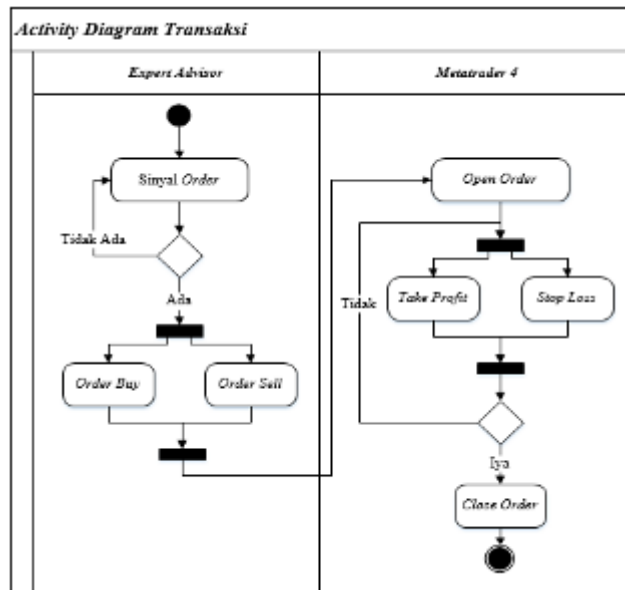 Activity Diagram Transaksi
Expert Advisor
Metatrader 4
Sinyal Order
Tidak Ada
Ada
Order Buy
Order Sell
Open Order
Take Profit
Stop Loss
Tidak
Iya
Close Order